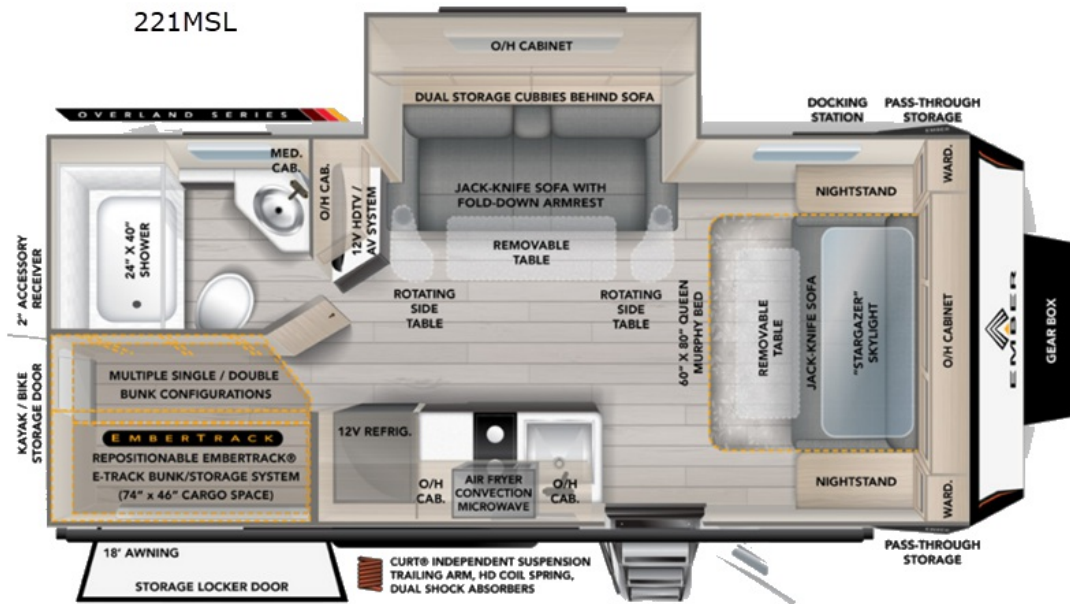 221MSL
OVERLAND SERIES
O/H CABINET
DUAL STORAGE CUBBIES BEHIND SOFA
JACK-KNIFE SOFA WITH
FOLD-DOWN ARMREST
REMOVABLE
TABLE
ROTATING
SIDE
TABLE
ROTATING
SIDE
TABLE
DOCKING
STATION
PASS-THROUGH
STORAGE
EMBER
MED.
CAB.
O/H CAB.
12V HDTV /
AV SYSTEM
24" X 40"
SHOWER
2" ACCESSORY
RECEIVER
KAYAK / BIKE
STORAGE DOOR
MULTIPLE SINGLE / DOUBLE
BUNK CONFIGURATIONS
EMBERTRACK
REPOSITIONABLE EMBERTRACK®
E-TRACK BUNK/STORAGE SYSTEM
(74" x 46" CARGO SPACE)
12V REFRIG.
O/H
CAB.
AIR FRYER
CONVECTION
MICROWAVE
O/H
CAB.
60" X 80" QUEEN
MURPHY BED
REMOVABLE
TABLE
JACK-KNIFE SOFA
"STARGAZER"
SKYLIGHT
NIGHTSTAND
NIGHTSTAND
WARD.
O/H CABINET
WARD.
EMBER
GEAR BOX
PASS-THROUGH
STORAGE
18' AWNING
STORAGE LOCKER DOOR
CURT® INDEPENDENT SUSPENSION
TRAILING ARM, HD COIL SPRING,
DUAL SHOCK ABSORBERS